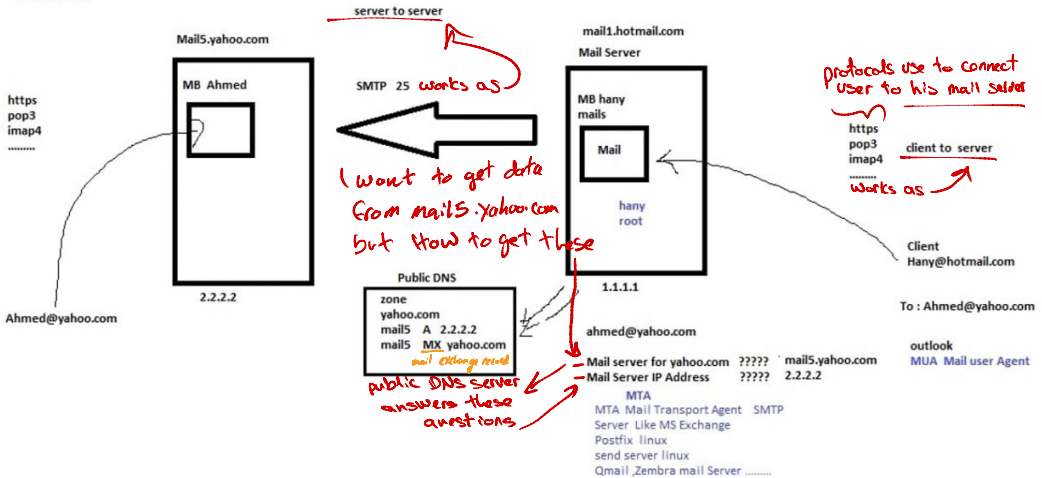 server to server
mail1.hotmail.com
Mail5.yahoo.com
Mail Server
MB Ahmed
SMTP 25 works as
protocols use to connect
user to his mail server
https
pop3
imap4
.........
MB hany
mails
Mail
https
pop3
imap4
.........
client to server
works as
I want to get data
from mail5.yahoo.com
but How to get these
hany
root
Client
Hany@hotmail.com
Public DNS
1.1.1.1
2.2.2.2
zone
yahoo.com
mail5 A 2.2.2.2
mail5 MX yahoo.com
mail exchange record
Ahmed@yahoo.com
To : Ahmed@yahoo.com
ahmed@yahoo.com
outlook
MUA Mail user Agent
Mail server for yahoo.com ????? mail5.yahoo.com
Mail Server IP Address ????? 2.2.2.2
public DNS server
answers these
questions
MTA
MTA Mail Transport Agent SMTP
Server Like MS Exchange
Postfix linux
send server linux
Qmail ,Zembra mail Server .........